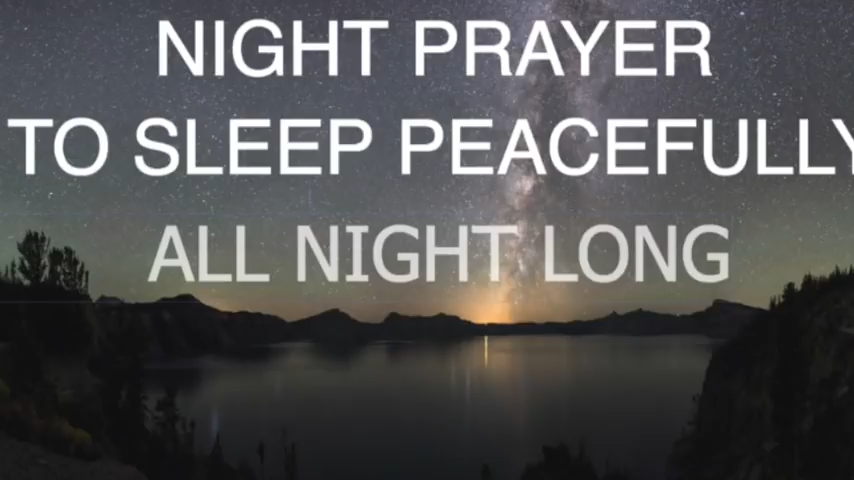 NIGHT PRAYER
TO SLEEP PEACEFULLY
ALL NIGHT LONG